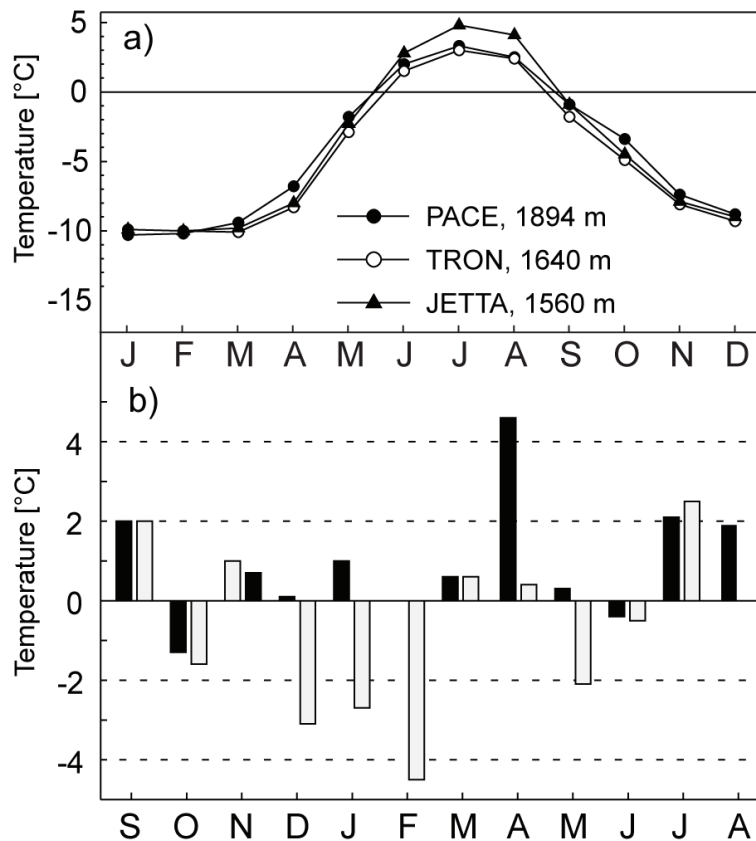 a)
Temperature [°C]
5
0
-5
-10
-15
PACE, 1894 m
TRON, 1640 m
JETTA, 1560 m
J F M A M J J A S O N D
b)
Temperature [°C]
4
2
0
-2
-4
S O N D J F M A M J J A